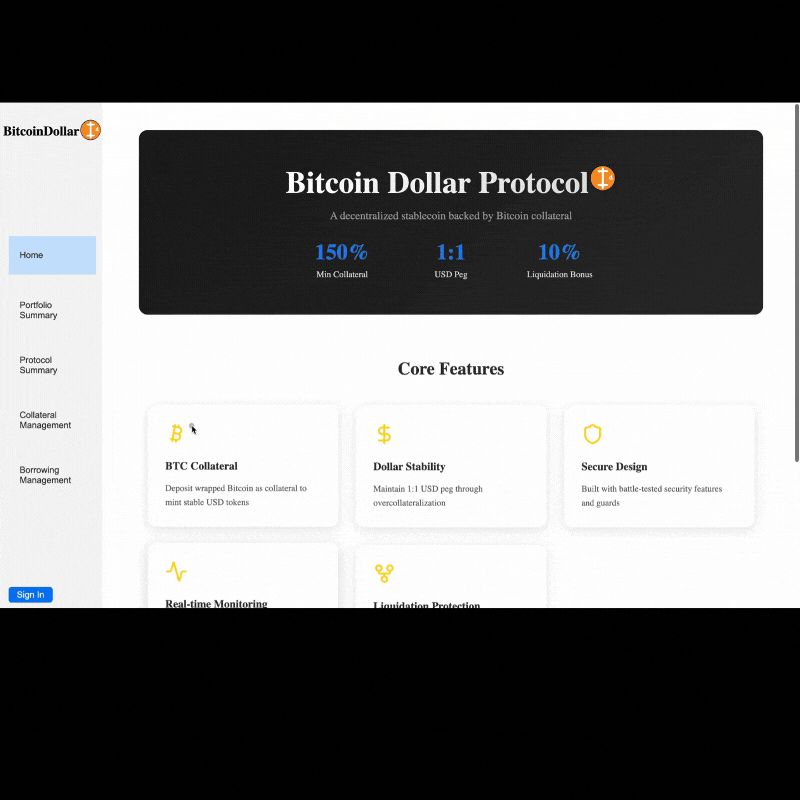 BitcoinDollar
Home
Portfolio
Summary
Protocol
Summary
Collateral
Management
Borrowing
Management
Sign In
Bitcoin Dollar Protocol
A decentralized stablecoin backed by Bitcoin collateral
150%
Min Collateral
1:1
USD Peg
10%
Liquidation Bonus
Core Features
BTC Collateral
Deposit wrapped Bitcoin as collateral to
mint stable USD tokens
Dollar Stability
Maintain 1:1 USD peg through
overcollateralization
Secure Design
Built with battle-tested security features
and guards
Real-time Monitoring
Liquidation Protection